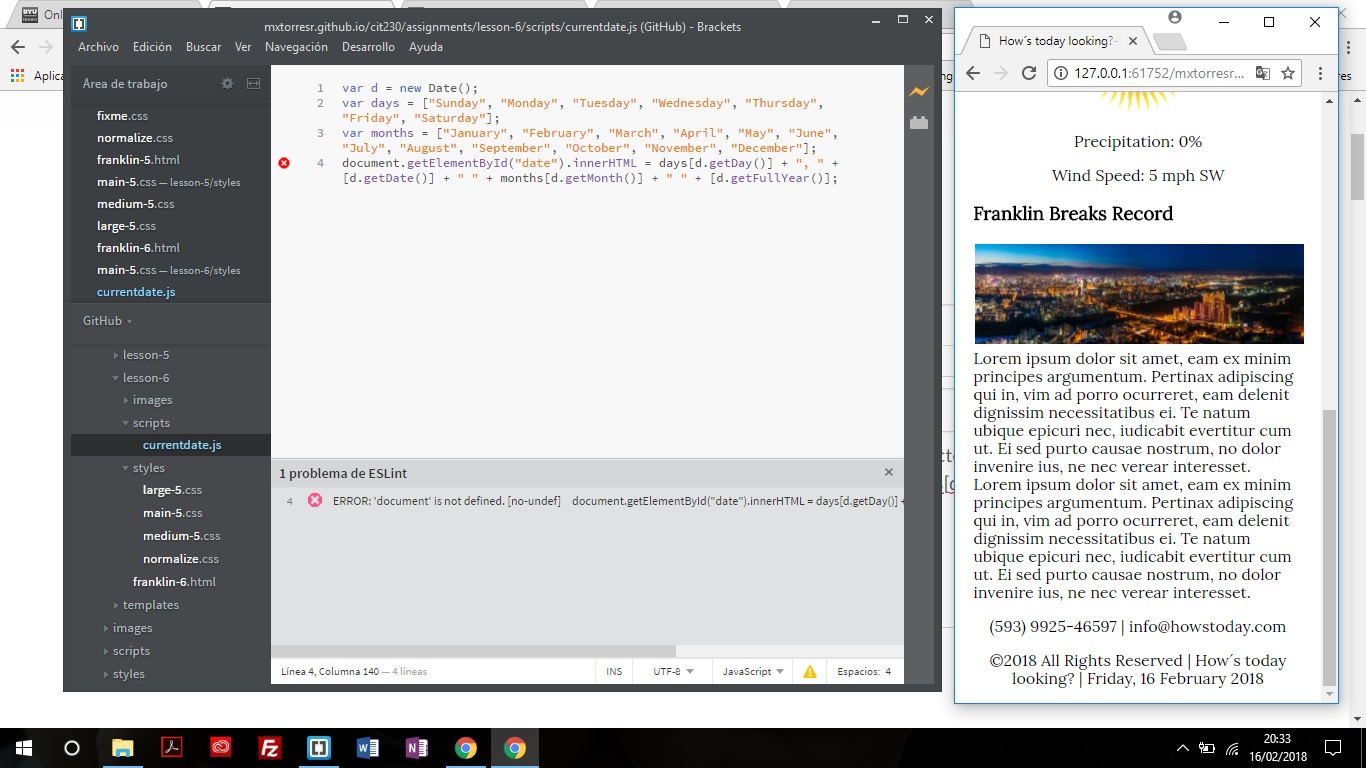 Onl
mxtorresr.github.io/cit230/assignments/lesson-6/scripts/currentdate.js (GitHub) - Brackets
Archivo Edición Buscar Ver Navegación Desarrollo Ayuda
Aplica
Área de trabajo
fixme.css
normalize.css
franklin-5.html
main-5.css — lesson-5/styles
medium-5.css
large-5.css
franklin-6.html
main-5.css — lesson-6/styles
currentdate.js
GitHub
lesson-5
lesson-6
images
scripts
currentdate.js
styles
large-5.css
main-5.css
medium-5.css
normalize.css
franklin-6.html
templates
images
scripts
styles
1 var d = new Date();
2 var days = ["Sunday", "Monday", "Tuesday", "Wednesday", "Thursday",
"Friday", "Saturday"];
3 var months = ["January", "February", "March", "April", "May", "June",
"July", "August", "September", "October", "November", "December"];
4 document.getElementById("date").innerHTML = days[d.getDay()] + ", " +
[d.getDate()] + " " + months[d.getMonth()] + " " + [d.getFullYear()];
1 problema de ESLint
4 ERROR: 'document' is not defined. [no-undef] document.getElementById("date").innerHTML = days[d.getDay()] +
Línea 4, Columna 140 — 4 líneas INS UTF-8 JavaScript Espacios: 4
How´s today looking? -
127.0.0.1:61752/mxtorresr...
Precipitation: 0%
Wind Speed: 5 mph SW
Franklin Breaks Record
Lorem ipsum dolor sit amet, eam ex minim
principes argumentum. Pertinax adipiscing
qui in, vim ad porro ocurreret, eam delenit
dignissim necessitatibus ei. Te natum
ubique epicuri nec, iudicabit evertitur cum
ut. Ei sed purto causae nostrum, no dolor
invenire ius, ne nec verear interesset.
Lorem ipsum dolor sit amet, eam ex minim
principes argumentum. Pertinax adipiscing
qui in, vim ad porro ocurreret, eam delenit
dignissim necessitatibus ei. Te natum
ubique epicuri nec, iudicabit evertitur cum
ut. Ei sed purto causae nostrum, no dolor
invenire ius, ne nec verear interesset.
(593) 9925-46597 | info@howstoday.com
©2018 All Rights Reserved | How´s today
looking? | Friday, 16 February 2018
res
20:33
16/02/2018